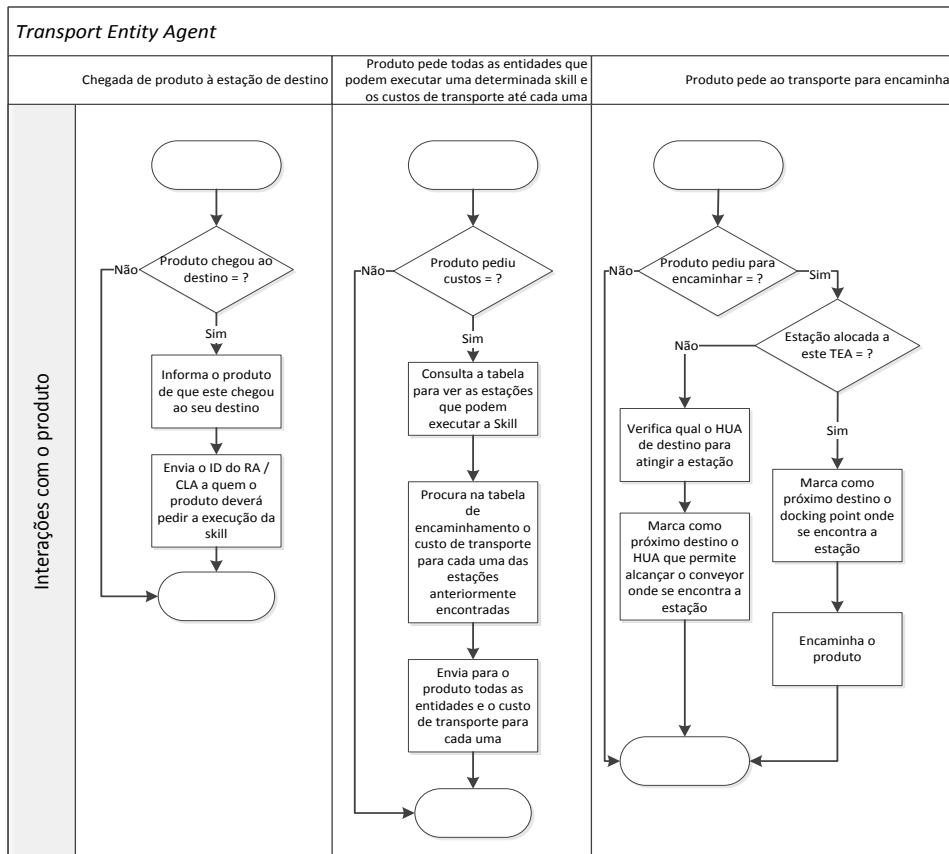 Transport Entity Agent
Chegada de produto à estação de destino
Produto pede todas as entidades que
podem executar uma determinada skill e
os custos de transporte até cada uma
Produto pede ao transporte para encaminha
Interações com o produto
Produto chegou ao
destino = ?
Não
Sim
Informa o produto
de que este chegou
ao seu destino
Envia o ID do RA /
CLA a quem o
produto deverá
pedir a execução da
skill
Produto pediu
custos = ?
Não
Sim
Consulta a tabela
para ver as estações
que podem
executar a Skill
Procura na tabela
de
encaminhamento o
custo de transporte
para cada uma das
estações
anteriormente
encontradas
Envia para o
produto todas as
entidades e o custo
de transporte para
cada uma
Produto pediu para
encaminhar = ?
Não
Sim
Estação alocada a
este TEA = ?
Não
Sim
Verifica qual o HUA
de destino para
atingir a estação
Marca como
próximo destino o
HUA que permite
alcançar o conveyor
onde se encontra a
estação
Marca como
próximo destino o
docking point onde
se encontra a
estação
Encaminha o
produto